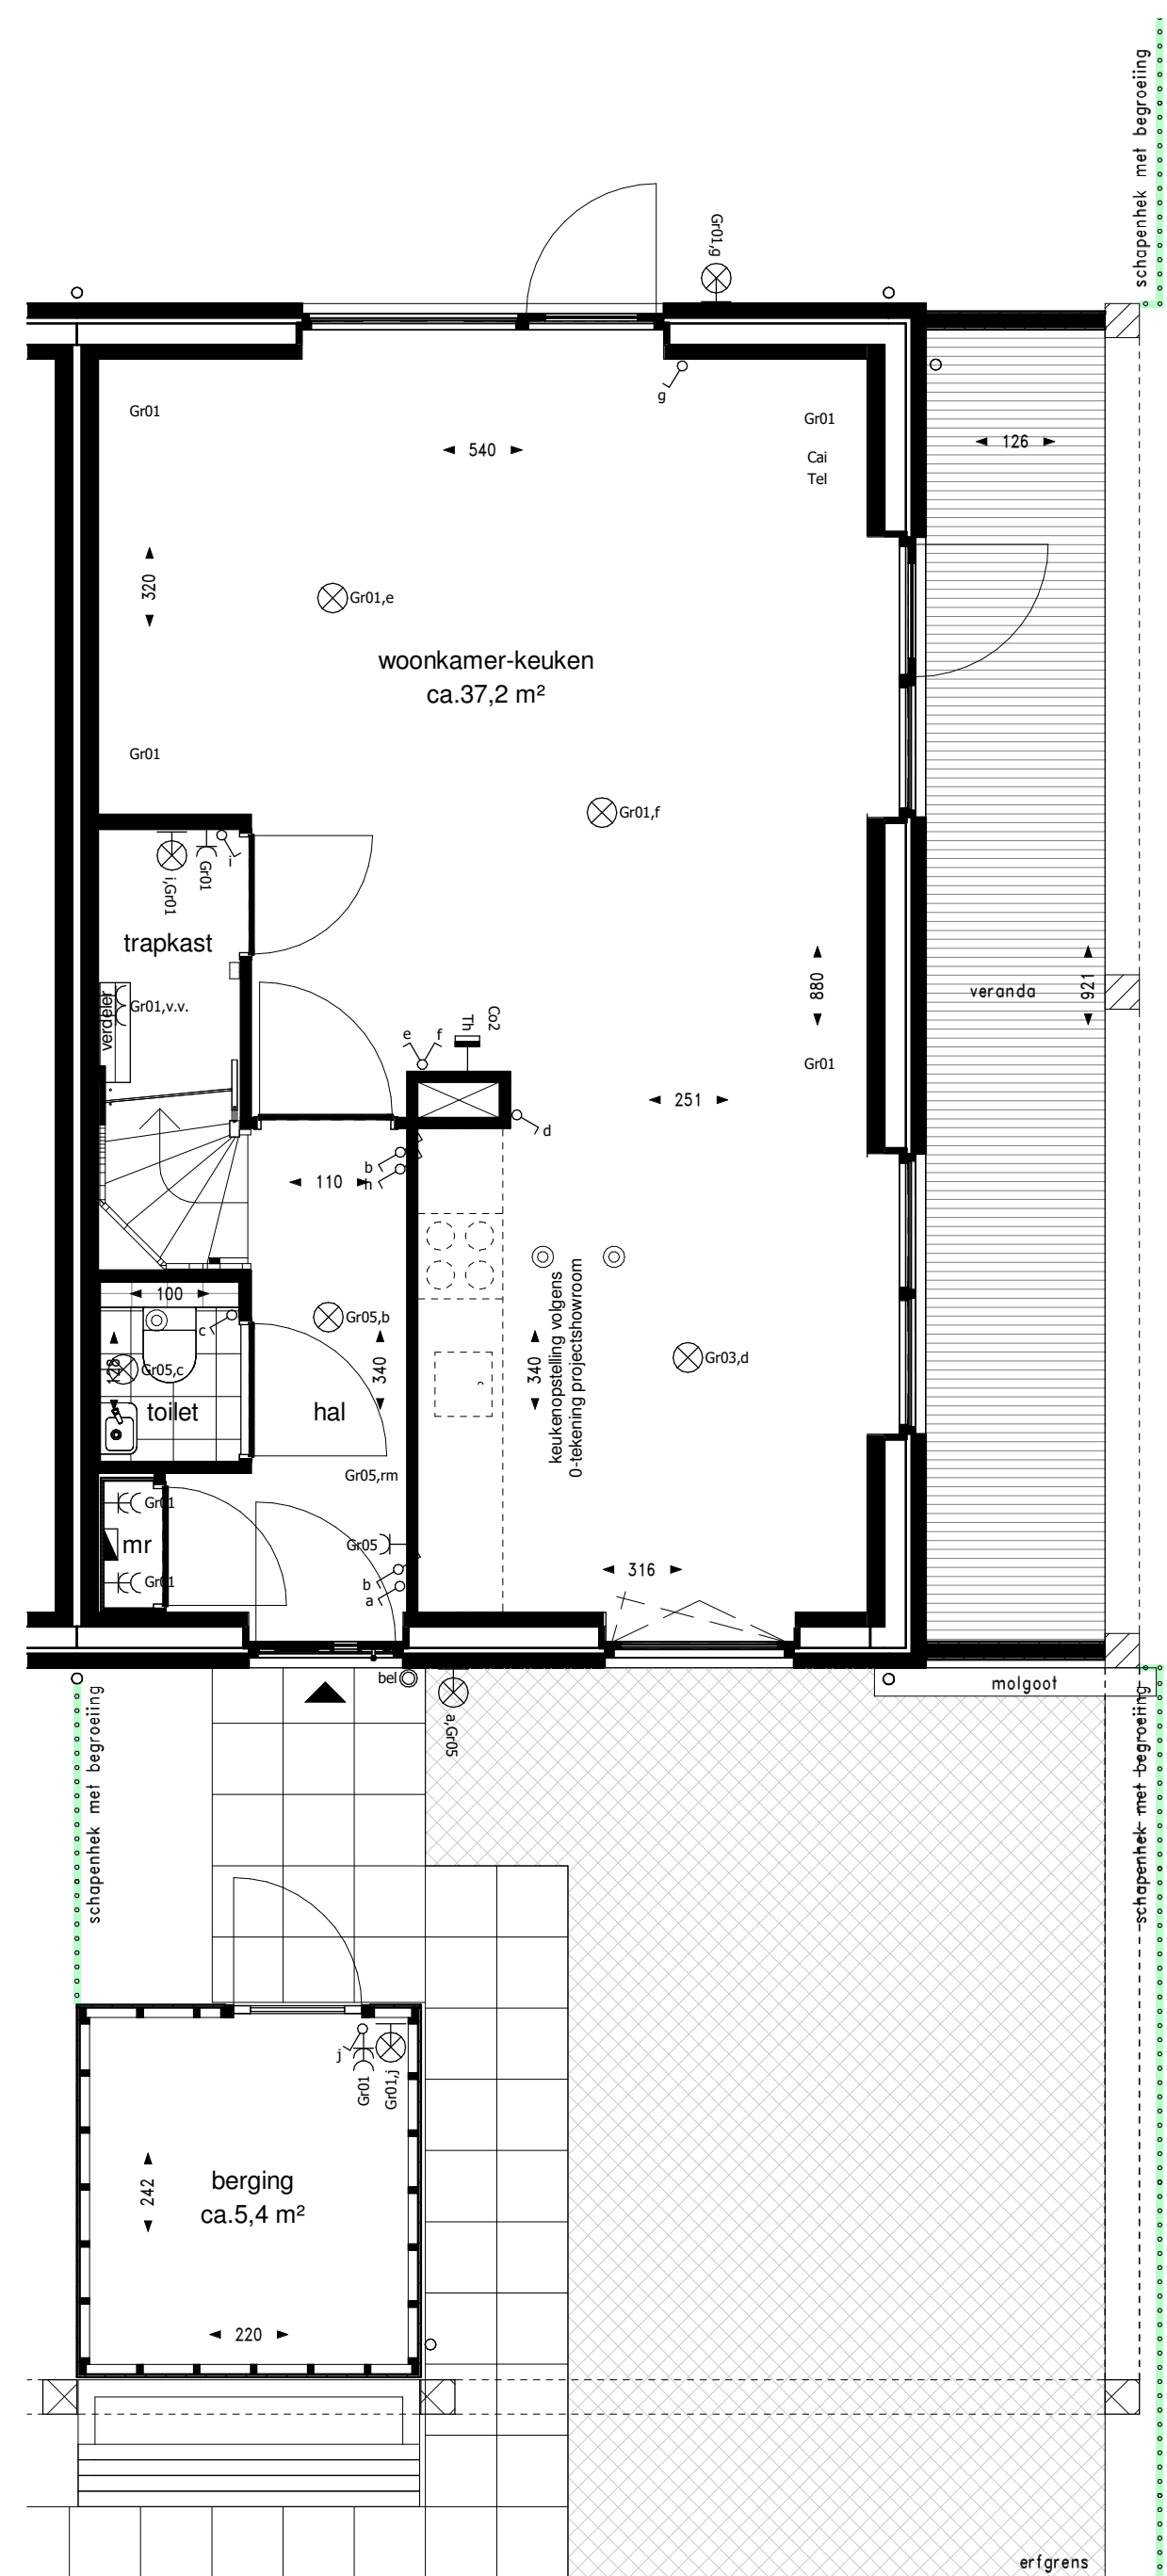 schapenhek met begroeiing
Gr01,g
g
Gr01
Gr01
Cai
Tel
540
126
320
Gr01,e
woonkamer-keuken
ca.37,2 m²
Gr01
Gr01,f
i
Gr01
i,Gr01
trapkast
verdeler
Gr01,v.v.
Co2
Th
e
f
880
veranda
921
Gr01
251
d
b
h
110
100
c
Gr05,b
128
Gr05,c
340
340
keukenopstelling volgens
0-tekening projectshowroom
Gr03,d
toilet
hal
Gr05,rm
Gr01
mr
Gr01
Gr05
b
a
316
bel
a,Gr05
molgoot
schapenhek met begroeiing
schapenhek met begroeiing
j
Gr01
Gr01,j
berging
ca.5,4 m²
242
220
erfgrens